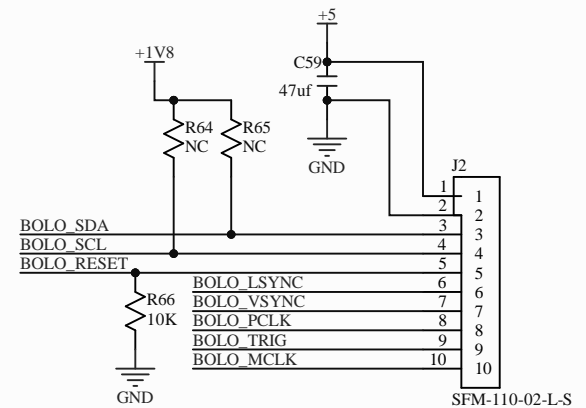 +5
+1V8
C59
47uf
R64
NC
R65
NC
GND
J2
1 1
2 2
BOLO_SDA 3 3
BOLO_SCL 4 4
BOLO_RESET 5 5
BOLO_LSYNC 6 6
R66
10K
BOLO_VSYNC 7 7
BOLO_PCLK 8 8
BOLO_TRIG 9 9
BOLO_MCLK 10 10
GND
SFM-110-02-L-S